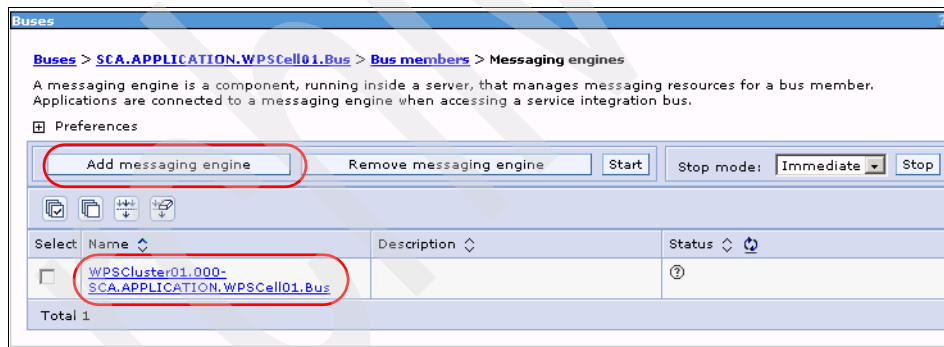 Buses
Buses > SCA.APPLICATION.WPSCell01.Bus > Bus members > Messaging engines
A messaging engine is a component, running inside a server, that manages messaging resources for a bus member.
Applications are connected to a messaging engine when accessing a service integration bus.
Preferences
Add messaging engine Remove messaging engine Start Stop mode: Immediate Stop
Select Name Description Status
WPSCluster01.000-
SCA.APPLICATION.WPSCell01.Bus
Total 1